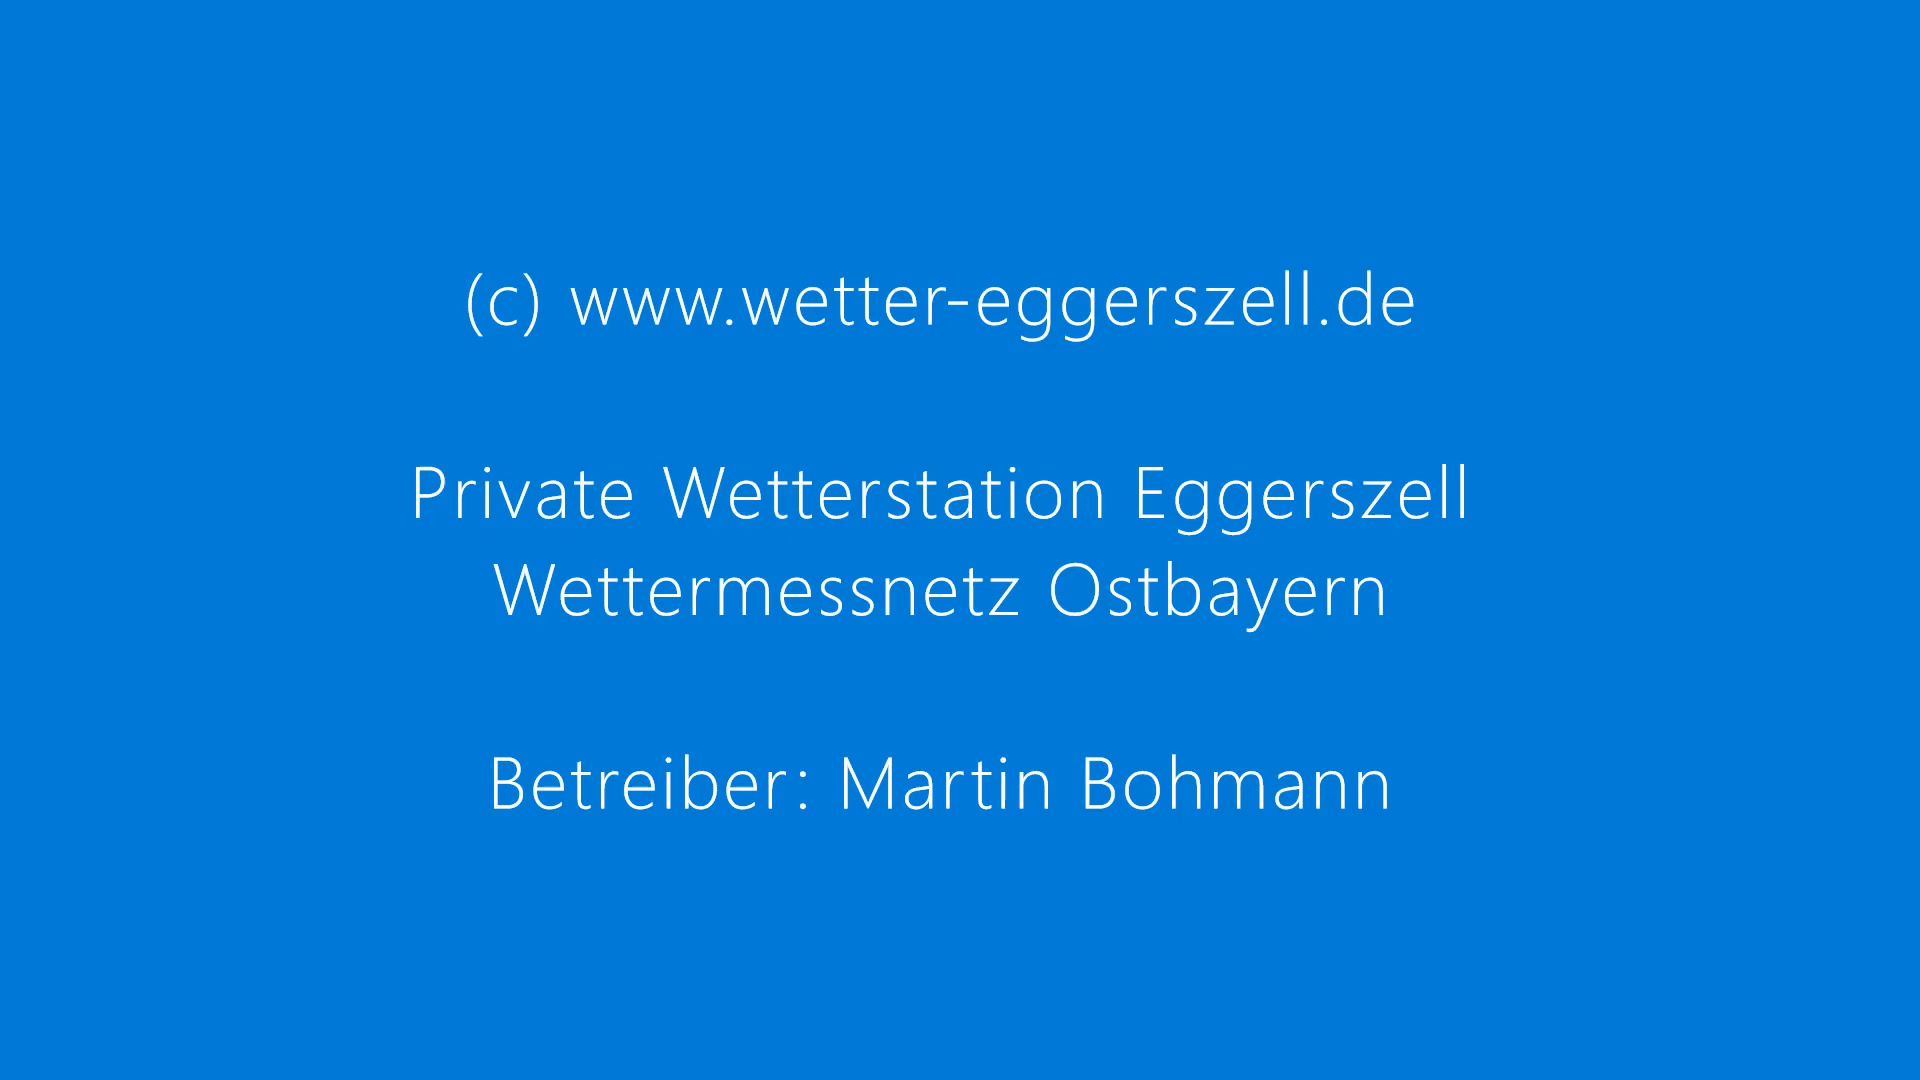 (c) www.wetter-eggerszell.de
Private Wetterstation Eggerszell
Wettermessnetz Ostbayern
Betreiber: Martin Bohmann